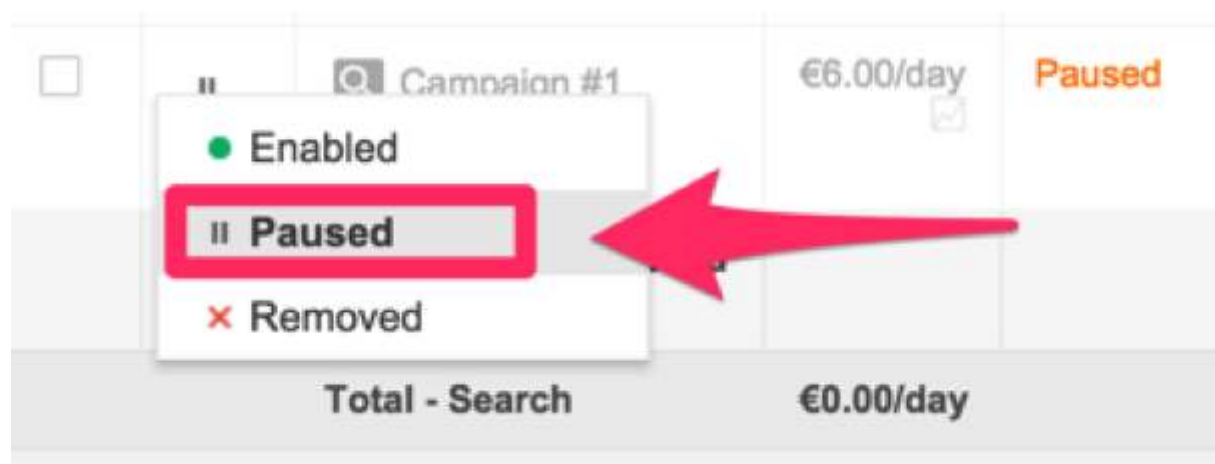 Campaign #1 €6.00/day Paused
Enabled
Paused
Removed
Total - Search €0.00/day